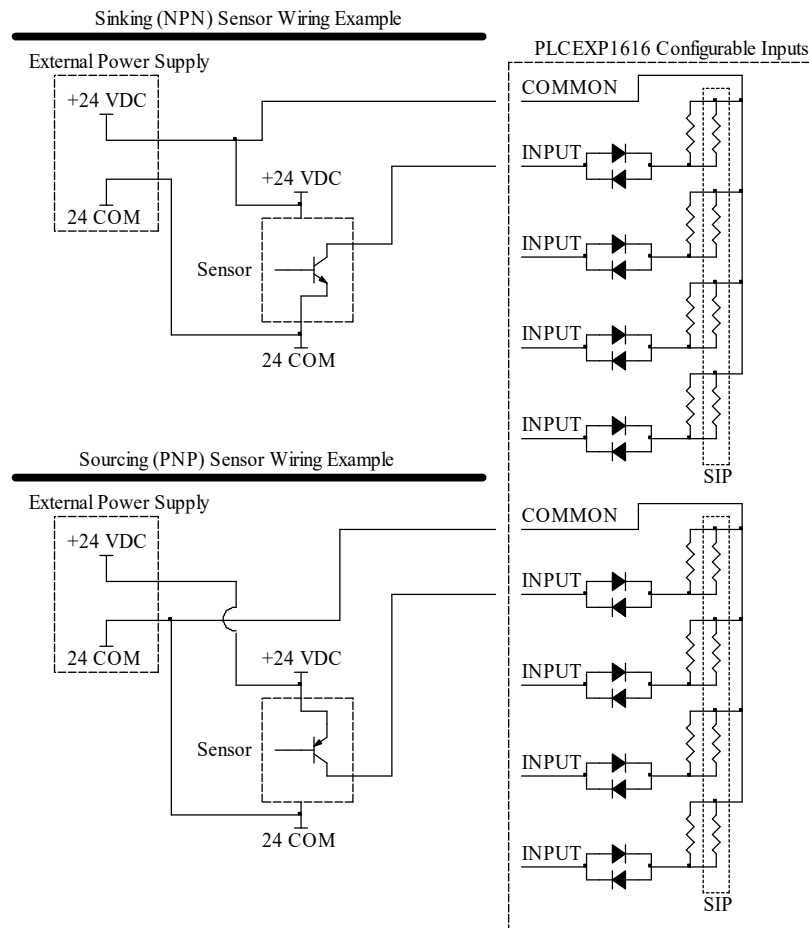 Sinking (NPN) Sensor Wiring Example
PLCEXP1616 Configurable Inputs
External Power Supply
+24 VDC
COMMON
INPUT
+24 VDC
24 COM
Sensor
INPUT
INPUT
24 COM
INPUT
SIP
Sourcing (PNP) Sensor Wiring Example
External Power Supply
COMMON
+24 VDC
INPUT
24 COM
+24 VDC
INPUT
Sensor
INPUT
24 COM
INPUT
SIP